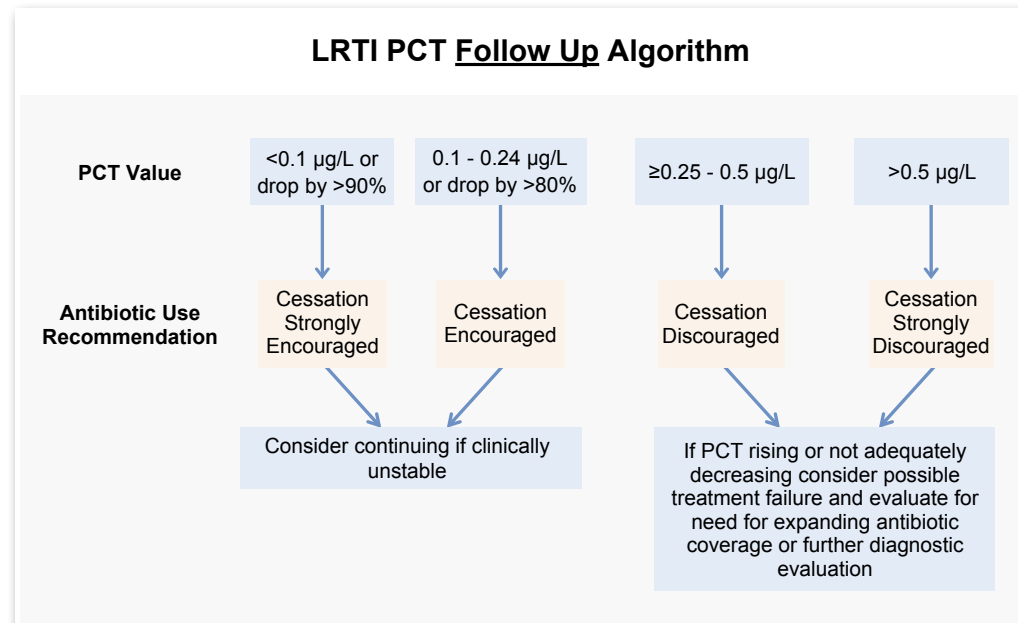 LRTI PCT Follow Up Algorithm
PCT Value
<0.1 µg/L or
drop by >90%
0.1 - 0.24 µg/L
or drop by >80%
≥0.25 - 0.5 µg/L
>0.5 µg/L
Antibiotic Use
Recommendation
Cessation
Strongly
Encouraged
Cessation
Encouraged
Cessation
Discouraged
Cessation
Strongly
Discouraged
Consider continuing if clinically
unstable
If PCT rising or not adequately
decreasing consider possible
treatment failure and evaluate for
need for expanding antibiotic
coverage or further diagnostic
evaluation